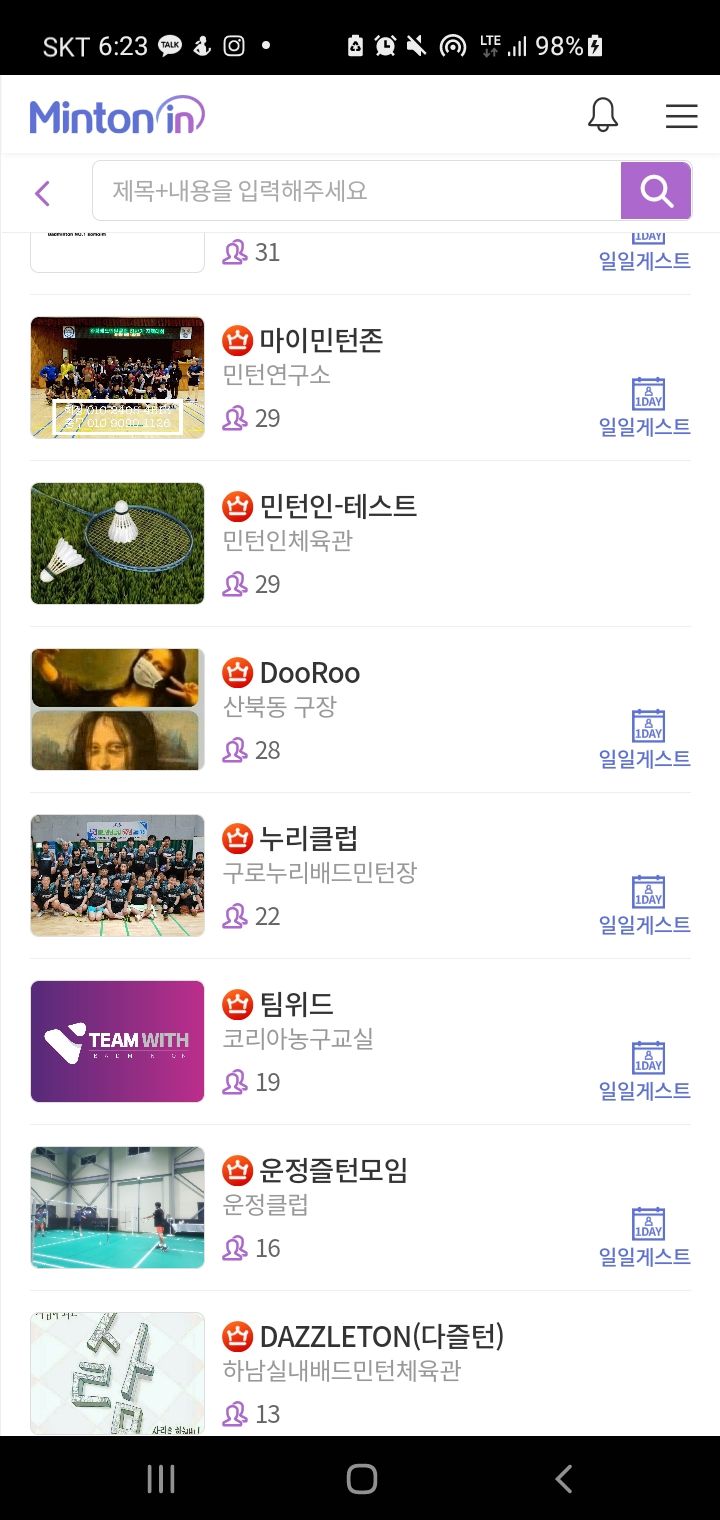 SKT 6:23 TALK LTE 98%
Minton in
제목+내용을 입력해주세요
31
1DAY
일일게스트
마이민턴존
민턴연구소
29
1DAY
일일게스트
민턴인-테스트
민턴인체육관
29
DooRoo
산북동 구장
28
1DAY
일일게스트
누리클럽
구로누리배드민턴장
22
1DAY
일일게스트
TEAM WITH
팀위드
코리아농구교실
19
1DAY
일일게스트
운정즐턴모임
운정클럽
16
1DAY
일일게스트
사람
DAZZLETON(다즐턴)
하남실내배드민턴체육관
13